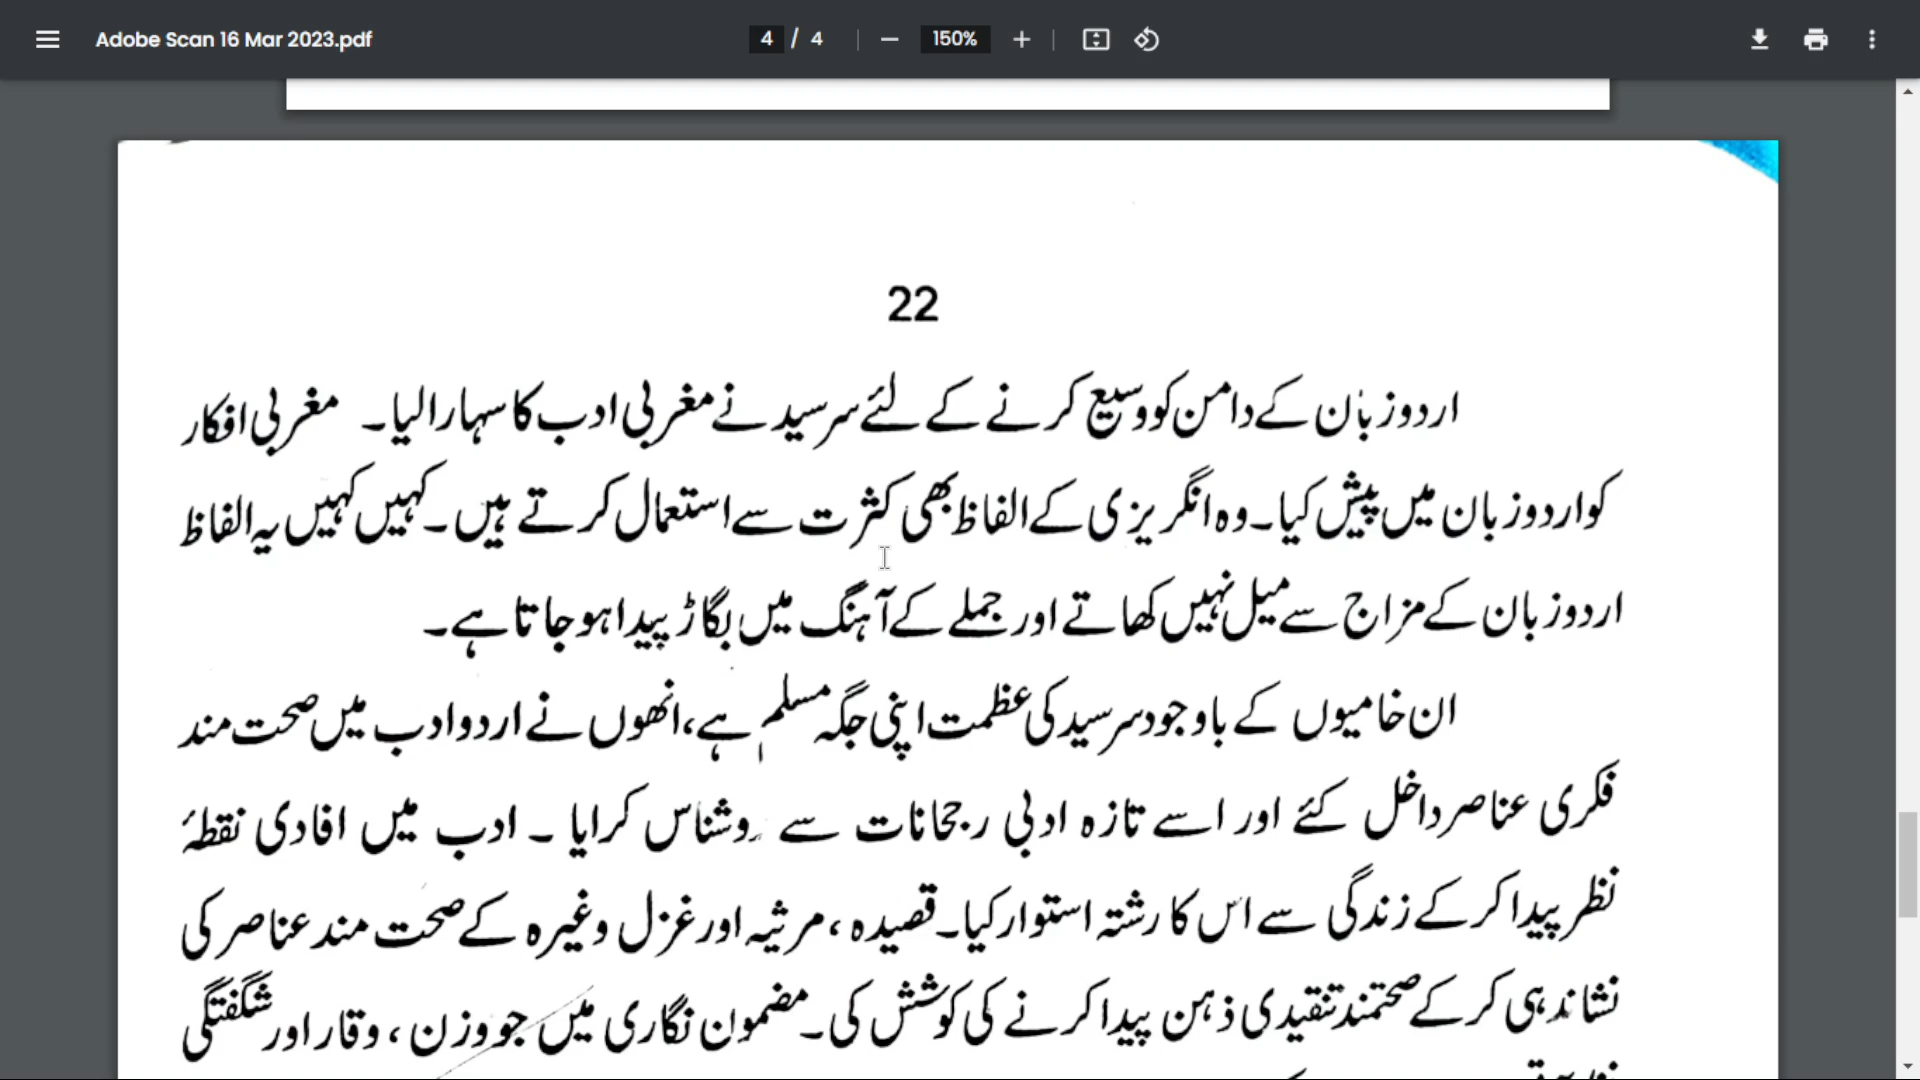 Adobe Scan 16 Mar 2023.pdf
4 / 4
150%
22
اردو زبان کے دامن کو وسیع کرنے کے لئے سرسید نے مغربی ادب کا سہارا لیا۔ مغربی افکار
کو اردو زبان میں پیش کیا۔ وہ انگریزی کے الفاظ بھی کثرت سے استعمال کرتے ہیں۔ کہیں کہیں یہ الفاظ
اردو زبان کے مزاج سے میل نہیں کھاتے اور جملے کے آہنگ میں بگاڑ پیدا ہو جاتا ہے۔
ان خامیوں کے باوجود سرسید کی عظمت اپنی جگہ مسلم ہے، انھوں نے اردو ادب میں صحت مند
فکری عناصر داخل کئے اور اسے تازہ ادبی رجحانات سے روشناس کرایا ۔ ادب میں افادی نقطۂ
نظر پیدا کر کے زندگی سے اس کا رشتہ استوار کیا۔ قصیدہ ، مرثیہ اور غزل وغیرہ کے صحت مند عناصر کی
نشاندہی کر کے صحتمند تنقیدی ذہن پیدا کرنے کی کوشش کی۔ مضمون نگاری میں جو وزن ، وقار اور شگفتگی